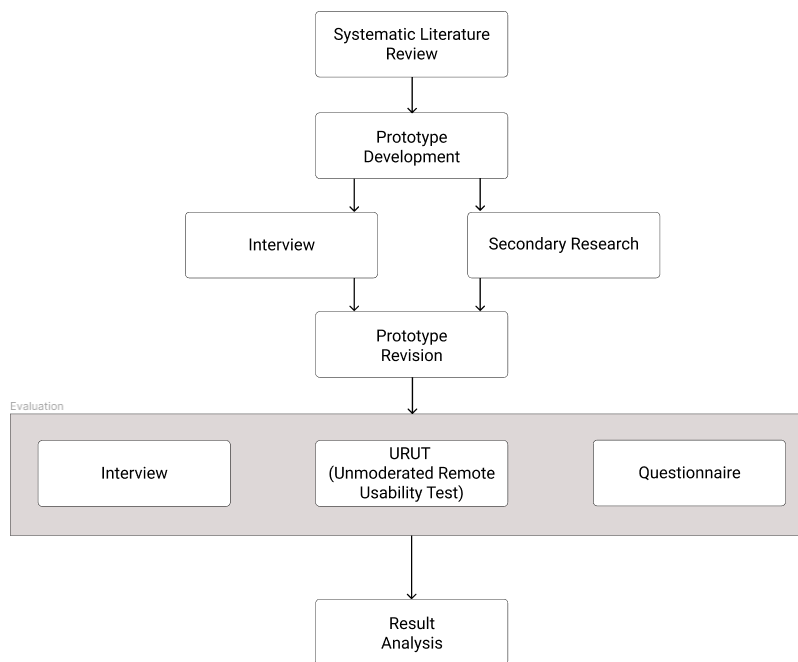 Systematic Literature
Review
Prototype
Development
Interview
Secondary Research
Prototype
Revision
Evaluation
Interview
URUT
(Unmoderated Remote
Usability Test)
Questionnaire
Result
Analysis